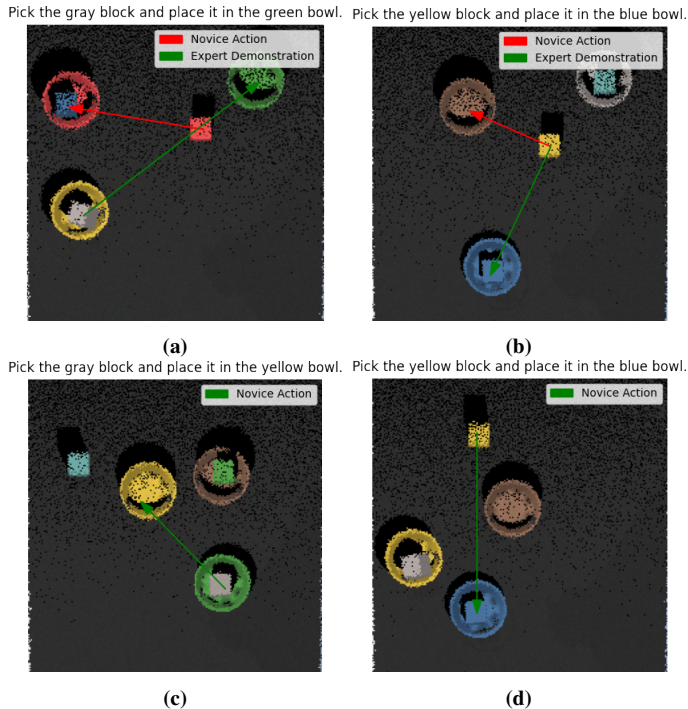 Pick the gray block and place it in the green bowl.
Novice Action
Expert Demonstration
(a)
Pick the yellow block and place it in the blue bowl.
Novice Action
Expert Demonstration
(b)
Pick the gray block and place it in the yellow bowl.
Novice Action
(c)
Pick the yellow block and place it in the blue bowl.
Novice Action
(d)